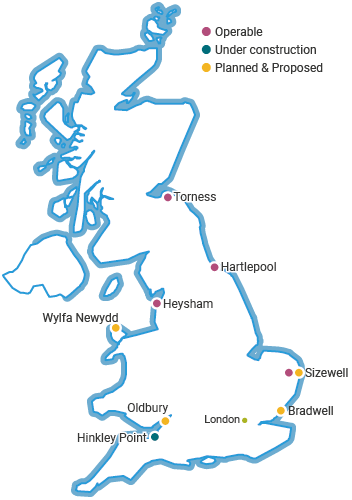 Operable
Under construction
Planned & Proposed
Torness
Hartlepool
Heysham
Wylfa Newydd
Sizewell
Oldbury
Bradwell
London
Hinkley Point